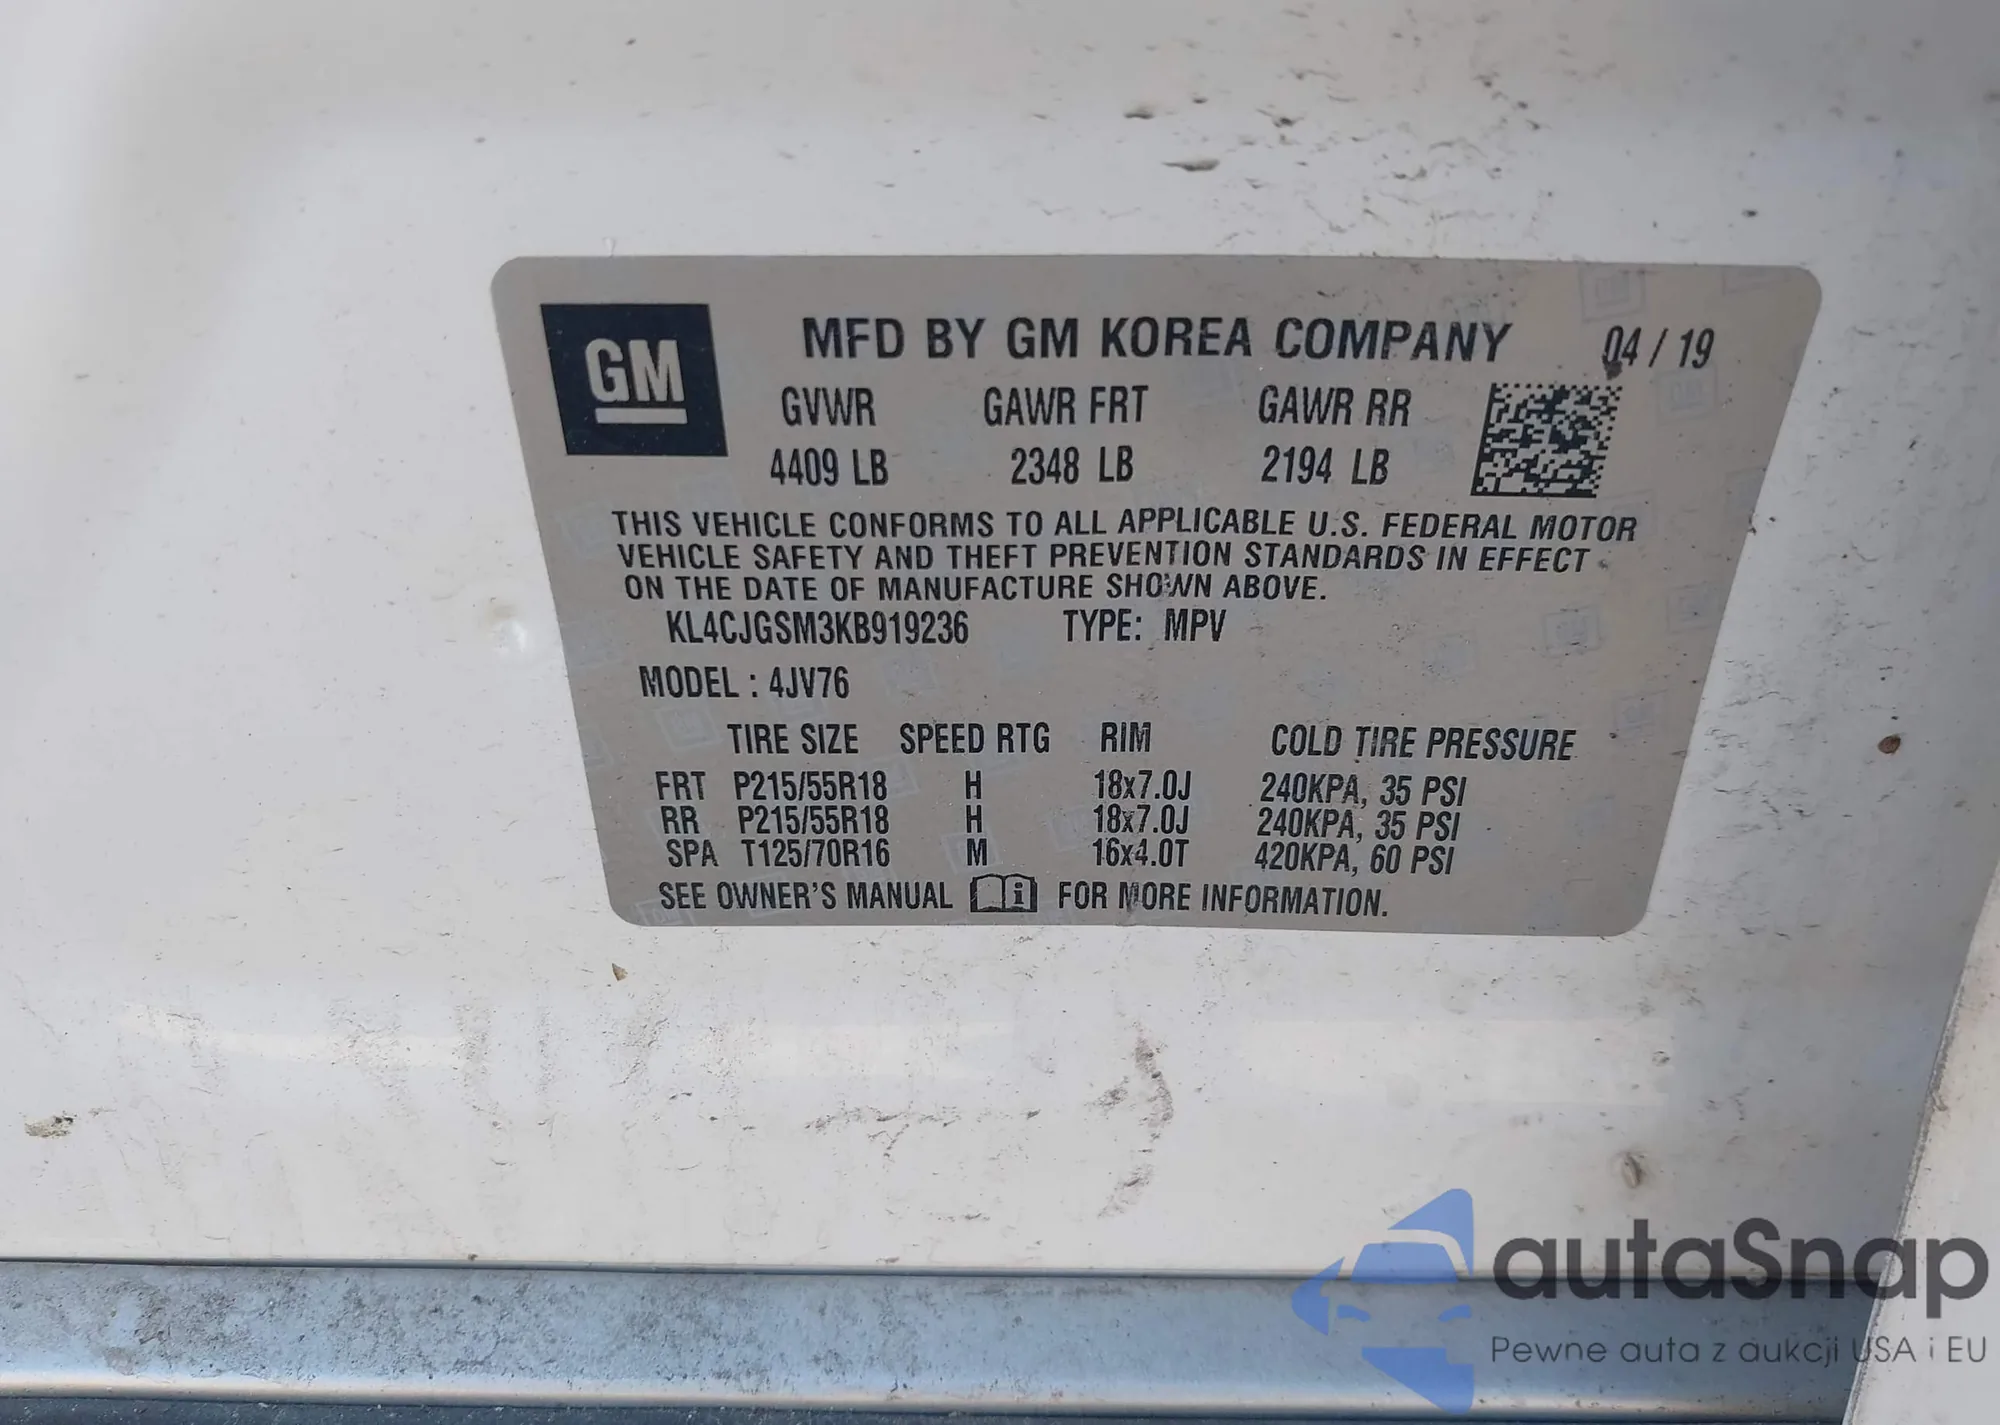 GM
MFD BY GM KOREA COMPANY 04 / 19
GVWR GAWR FRT GAWR RR
4409 LB 2348 LB 2194 LB
THIS VEHICLE CONFORMS TO ALL APPLICABLE U.S. FEDERAL MOTOR
VEHICLE SAFETY AND THEFT PREVENTION STANDARDS IN EFFECT
ON THE DATE OF MANUFACTURE SHOWN ABOVE.
KL4CJGSM3KB919236 TYPE: MPV
MODEL : 4JV76
TIRE SIZE SPEED RTG RIM COLD TIRE PRESSURE
FRT P215/55R18 H 18x7.0J 240KPA, 35 PSI
RR P215/55R18 H 18x7.0J 240KPA, 35 PSI
SPA T125/70R16 M 16x4.0T 420KPA, 60 PSI
SEE OWNER'S MANUAL i FOR MORE INFORMATION.
autaSnap
Pewne auta z aukcji USA i EU